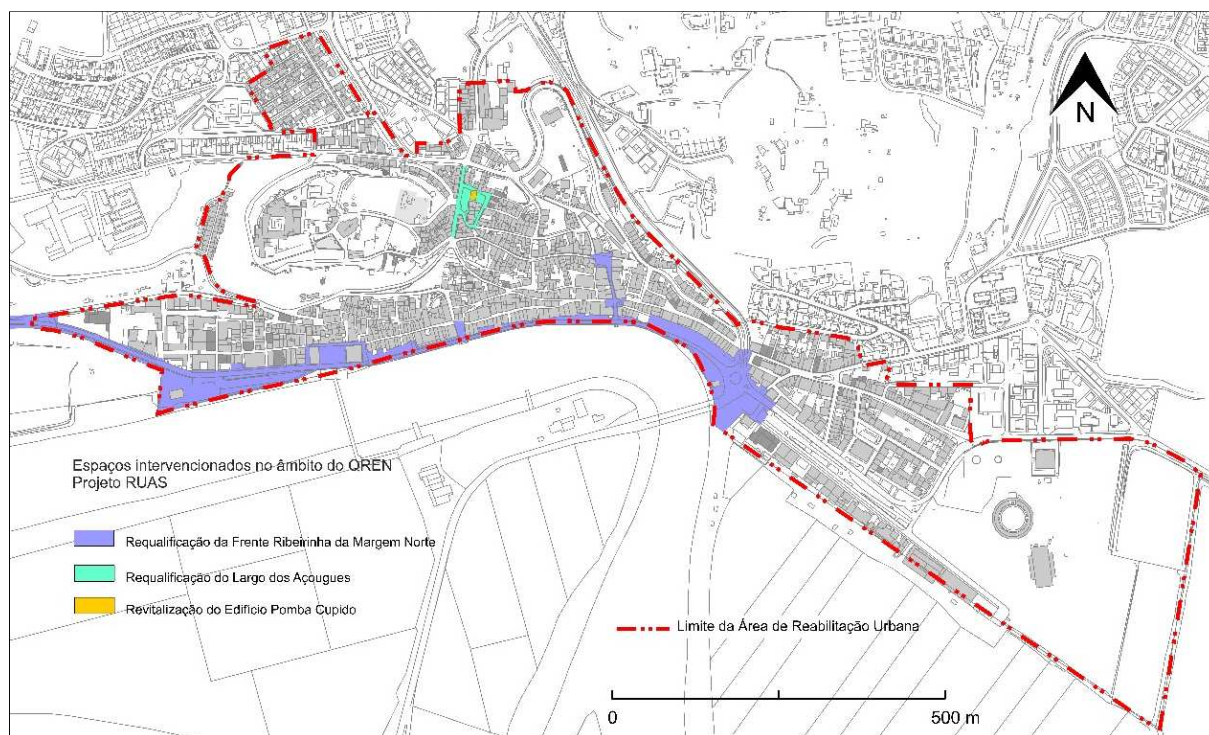 N
Espaços intervencionados no âmbito do QREN
Projeto RUAS
Requalificação da Frente Ribeirinha da Margem Norte
Requalificação do Largo dos Açougues
Revitalização do Edifício Pomba Cupido
Limite da Área de Reabilitação Urbana
0
500 m